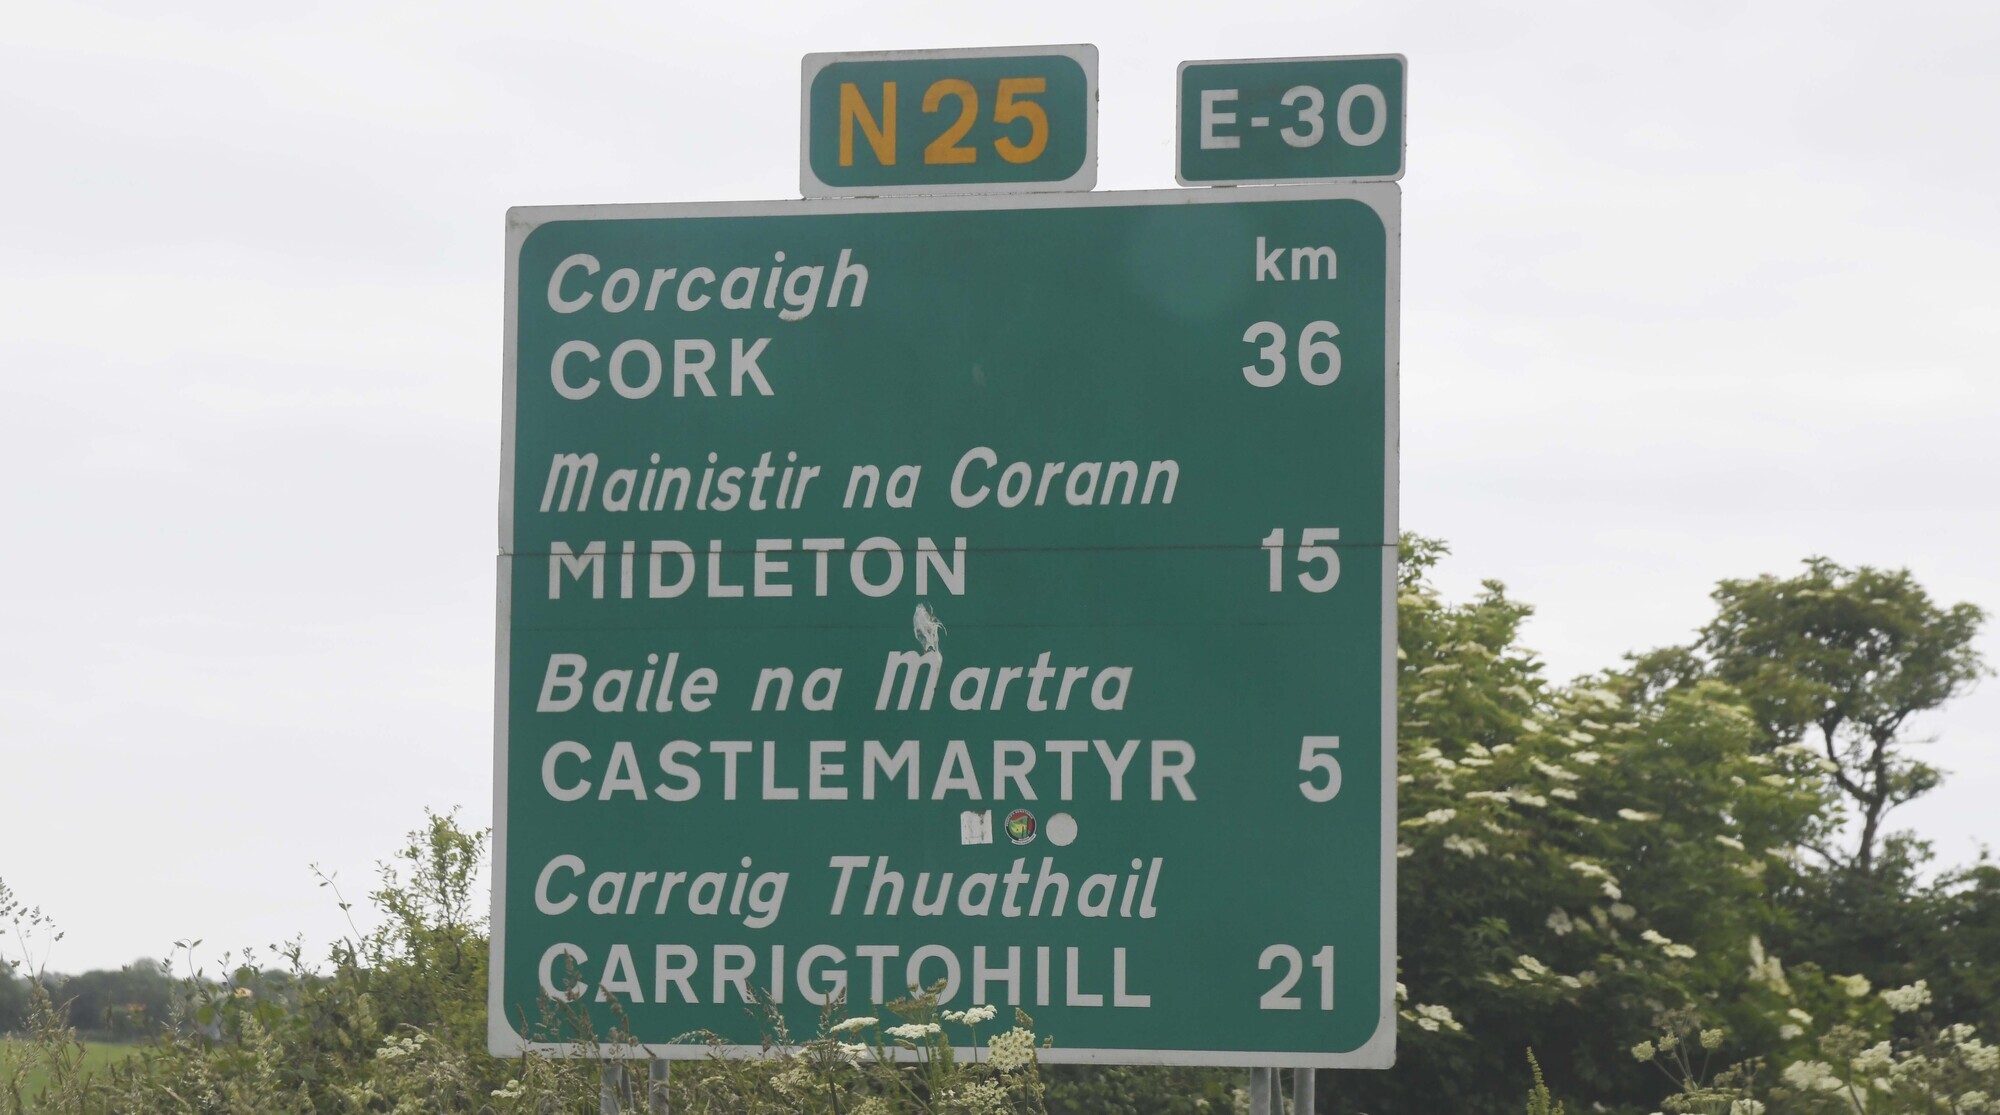 N25
E-30
km
Corcaigh
CORK 36
Mainistir na Corann
MIDLETON 15
Baile na Martra
CASTLEMARTYR 5
Carraig Thuathail
CARRIGTOHILL 21